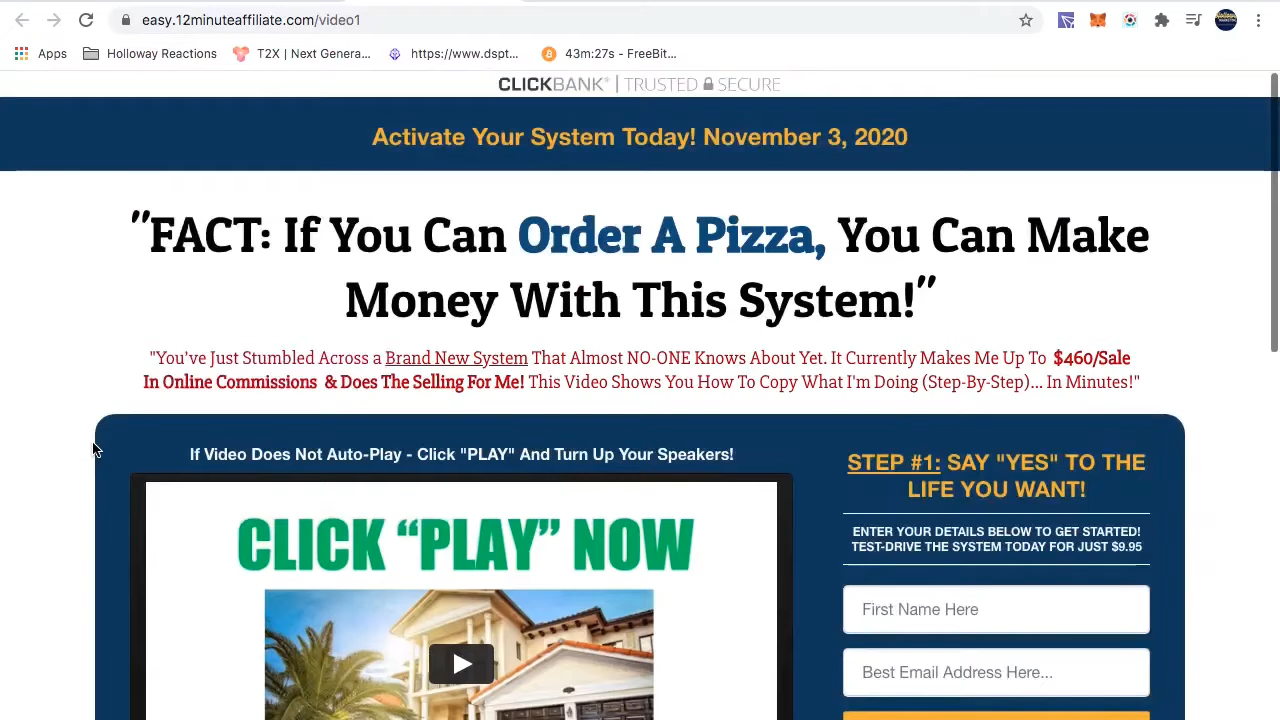 easy.12minuteaffiliate.com/video1
Apps Holloway Reactions T2X | Next Genera... https://www.dspt... 43m:27s - FreeBit...
CLICKBANK® | TRUSTED SECURE
Activate Your System Today! November 3, 2020
"FACT: If You Can Order A Pizza, You Can Make
Money With This System!"
"You've Just Stumbled Across a Brand New System That Almost NO-ONE Knows About Yet. It Currently Makes Me Up To $460/Sale
In Online Commissions & Does The Selling For Me! This Video Shows You How To Copy What I'm Doing (Step-By-Step)... In Minutes!"
If Video Does Not Auto-Play - Click "PLAY" And Turn Up Your Speakers!
CLICK “PLAY” NOW
STEP #1: SAY "YES" TO THE
LIFE YOU WANT!
ENTER YOUR DETAILS BELOW TO GET STARTED!
TEST-DRIVE THE SYSTEM TODAY FOR JUST $9.95
First Name Here
Best Email Address Here...